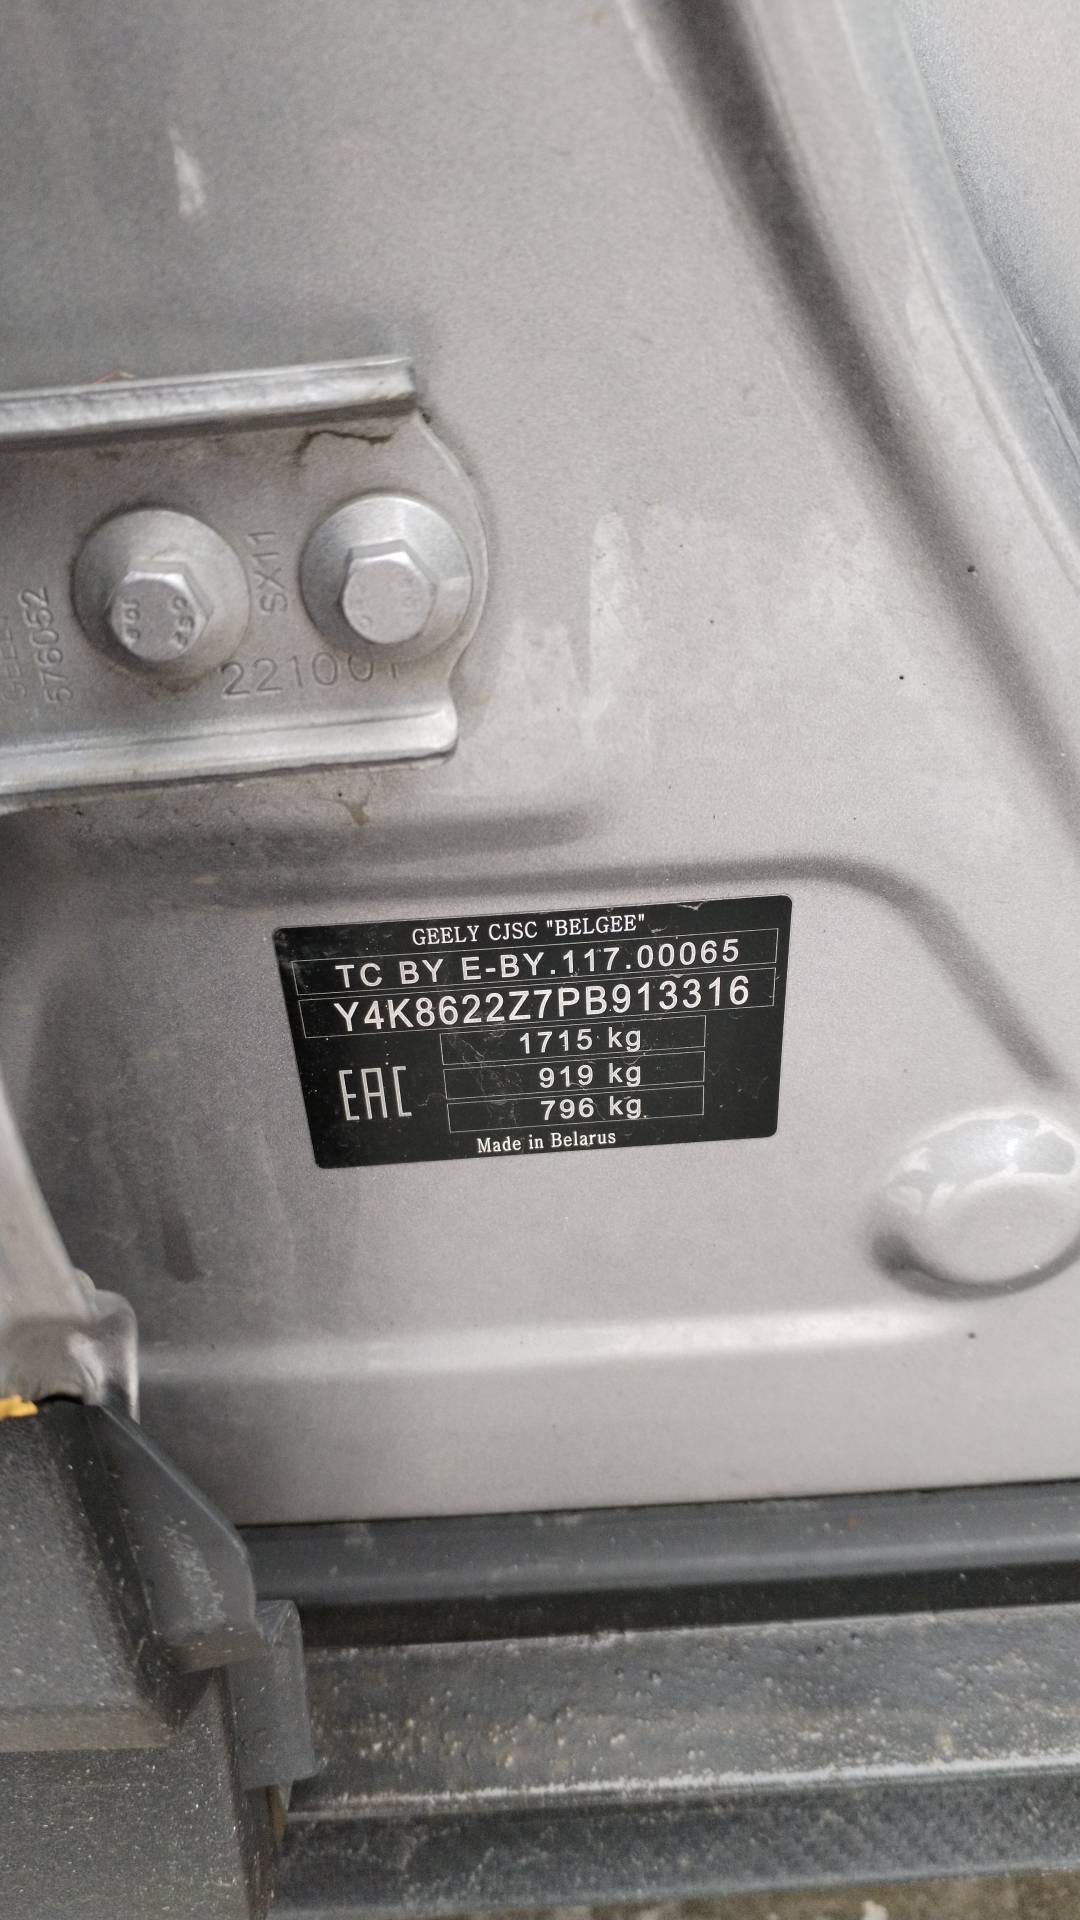 576052
SX11
221001
GEELY CJSC "BELGEE"
TC BY E-BY.117.00065
Y4K8622Z7PB913316
1715 kg
919 kg
796 kg
EAC
Made in Belarus